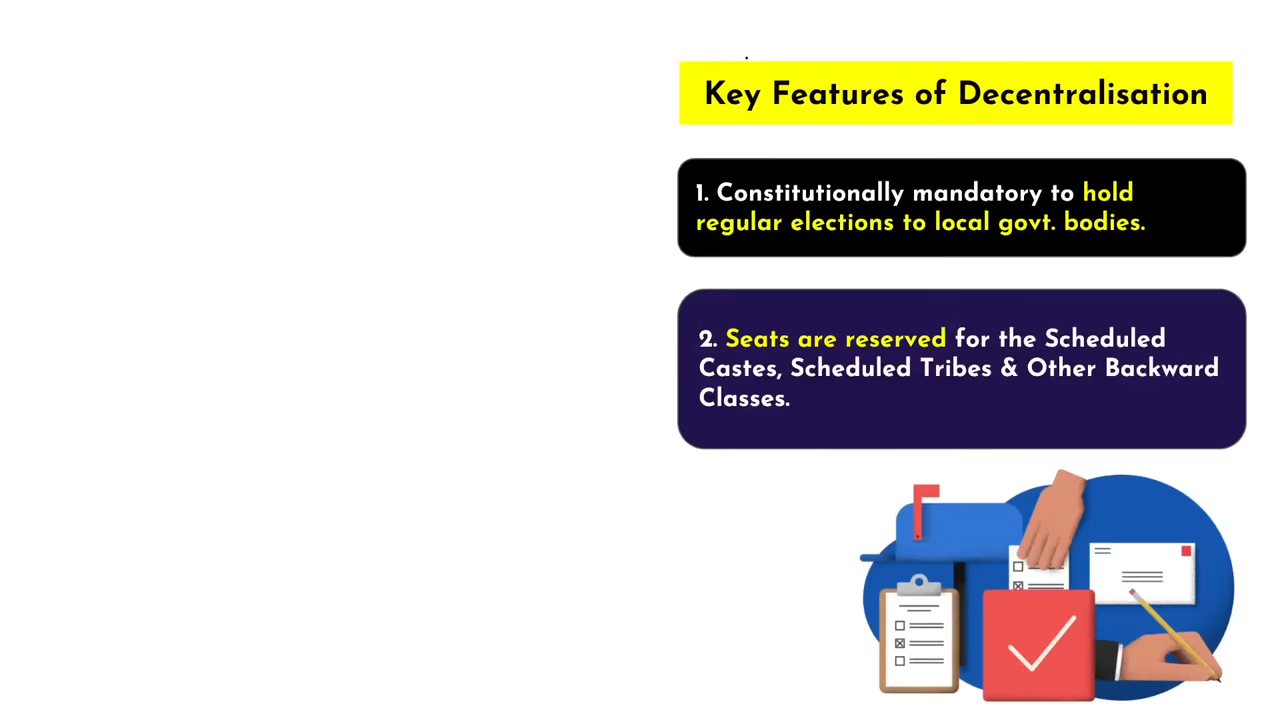 Key Features of Decentralisation
1. Constitutionally mandatory to hold
regular elections to local govt. bodies.
2. Seats are reserved for the Scheduled
Castes, Scheduled Tribes & Other Backward
Classes.